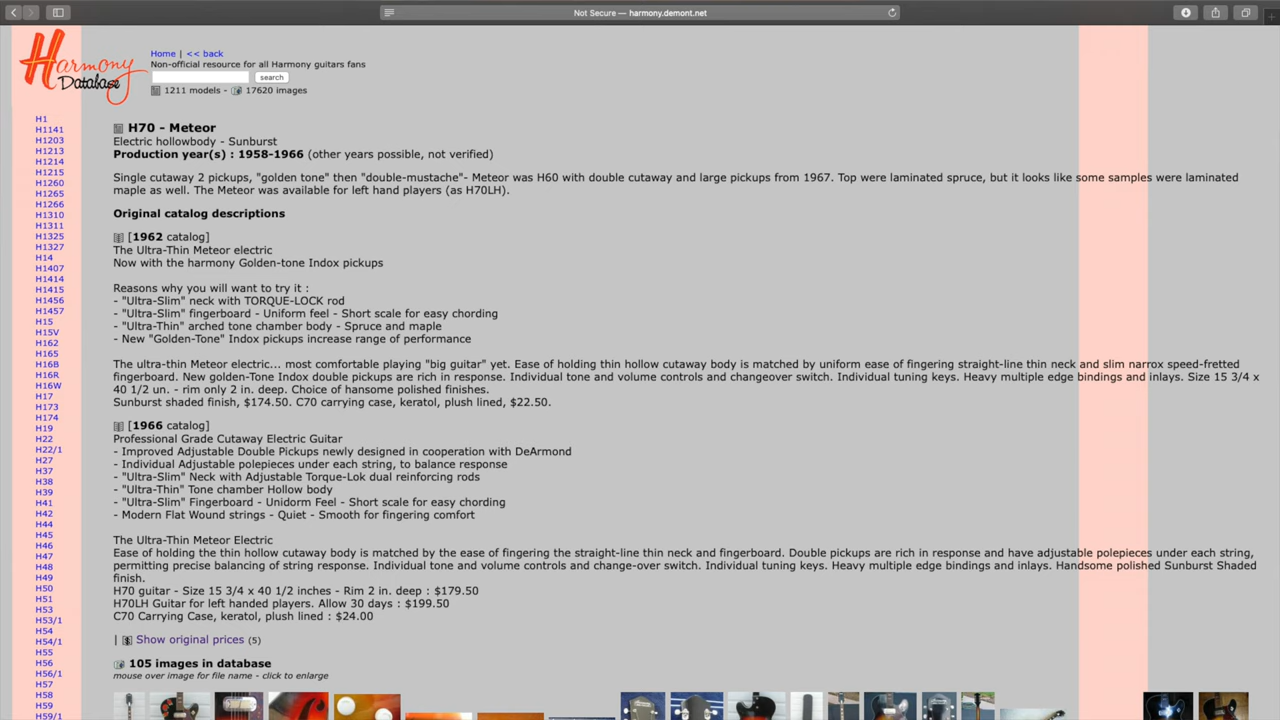 Not Secure — harmony.demont.net
Harmony
Database
Home | << back
Non-official resource for all Harmony guitars fans
search
1211 models - 17620 images
H1
H1141
H1203
H1213
H1214
H1215
H1260
H1265
H1266
H1310
H1311
H1325
H1327
H14
H1407
H1414
H1415
H1456
H1457
H15
H15V
H162
H165
H16B
H16R
H16W
H17
H173
H174
H19
H22
H22/1
H27
H37
H38
H39
H41
H42
H44
H45
H46
H47
H48
H49
H50
H51
H53
H53/1
H54
H54/1
H55
H56
H56/1
H57
H58
H59
H59/1
H70 - Meteor
Electric hollowbody - Sunburst
Production year(s) : 1958-1966 (other years possible, not verified)
Single cutaway 2 pickups, "golden tone" then "double-mustache"- Meteor was H60 with double cutaway and large pickups from 1967. Top were laminated spruce, but it looks like some samples were laminated
maple as well. The Meteor was available for left hand players (as H70LH).
Original catalog descriptions
[1962 catalog]
The Ultra-Thin Meteor electric
Now with the harmony Golden-tone Indox pickups
Reasons why you will want to try it :
- "Ultra-Slim" neck with TORQUE-LOCK rod
- "Ultra-Slim" fingerboard - Uniform feel - Short scale for easy chording
- "Ultra-Thin" arched tone chamber body - Spruce and maple
- New "Golden-Tone" Indox pickups increase range of performance
The ultra-thin Meteor electric... most comfortable playing "big guitar" yet. Ease of holding thin hollow cutaway body is matched by uniform ease of fingering straight-line thin neck and slim narrox speed-fretted
fingerboard. New golden-Tone Indox double pickups are rich in response. Individual tone and volume controls and changeover switch. Individual tuning keys. Heavy multiple edge bindings and inlays. Size 15 3/4 x
40 1/2 un. - rim only 2 in. deep. Choice of hansome polished finishes.
Sunburst shaded finish, $174.50. C70 carrying case, keratol, plush lined, $22.50.
[1966 catalog]
Professional Grade Cutaway Electric Guitar
- Improved Adjustable Double Pickups newly designed in cooperation with DeArmond
- Individual Adjustable polepieces under each string, to balance response
- "Ultra-Slim" Neck with Adjustable Torque-Lok dual reinforcing rods
- "Ultra-Thin" Tone chamber Hollow body
- "Ultra-Slim" Fingerboard - Unidorm Feel - Short scale for easy chording
- Modern Flat Wound strings - Quiet - Smooth for fingering comfort
The Ultra-Thin Meteor Electric
Ease of holding the thin hollow cutaway body is matched by the ease of fingering the straight-line thin neck and fingerboard. Double pickups are rich in response and have adjustable polepieces under each string,
permitting precise balancing of string response. Individual tone and volume controls and change-over switch. Individual tuning keys. Heavy multiple edge bindings and inlays. Handsome polished Sunburst Shaded
finish.
H70 guitar - Size 15 3/4 x 40 1/2 inches - Rim 2 in. deep : $179.50
H70LH Guitar for left handed players. Allow 30 days : $199.50
C70 Carrying Case, keratol, plush lined : $24.00
| Show original prices (5)
105 images in database
mouse over image for file name - click to enlarge